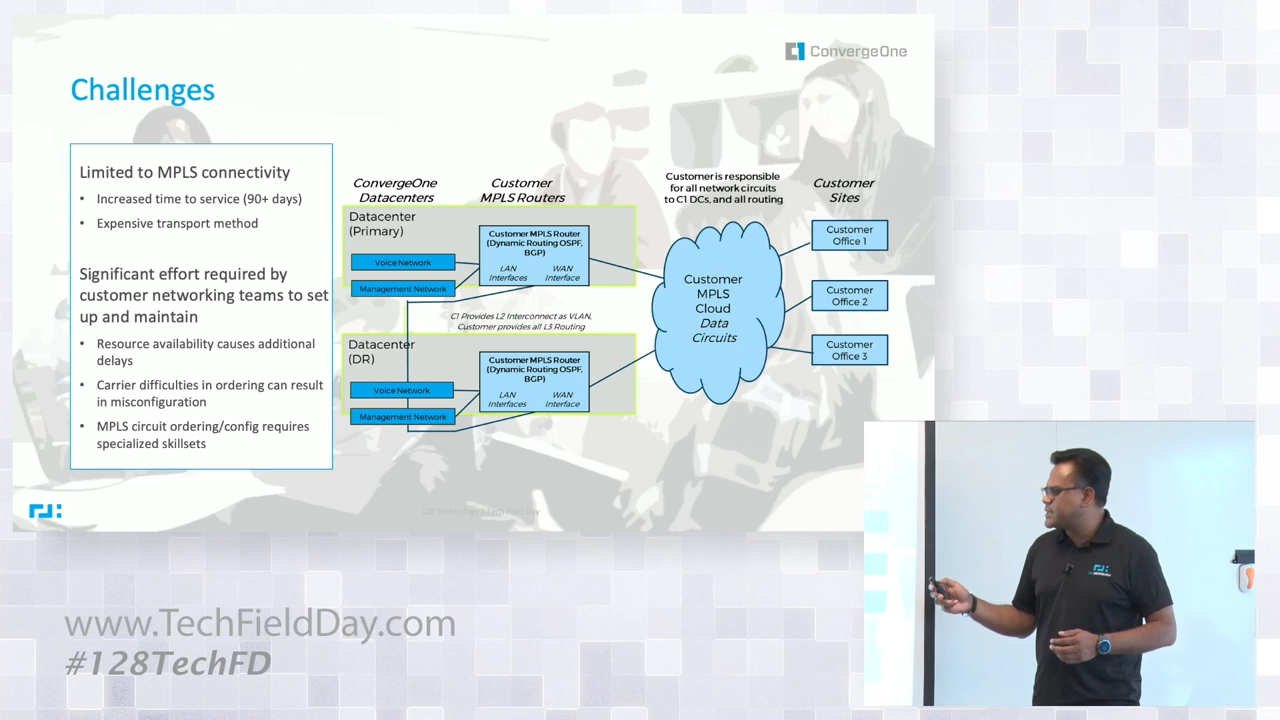 ConvergeOne
Challenges
Limited to MPLS connectivity
• Increased time to service (90+ days)
• Expensive transport method
Significant effort required by
customer networking teams to set
up and maintain
• Resource availability causes additional
delays
• Carrier difficulties in ordering can result
in misconfiguration
• MPLS circuit ordering/config requires
specialized skillsets
ConvergeOne
Datacenters
Customer
MPLS Routers
Customer is responsible
for all network circuits
to C1 DCs, and all routing
Customer
Sites
Datacenter
(Primary)
Voice Network
Management Network
Customer MPLS Router
(Dynamic Routing OSPF,
BGP)
LAN
Interfaces
WAN
Interface
C1 Provides L2 Interconnect as VLAN,
Customer provides all L3 Routing
Datacenter
(DR)
Voice Network
Management Network
Customer MPLS Router
(Dynamic Routing OSPF,
BGP)
LAN
Interfaces
WAN
Interface
Customer
MPLS
Cloud
Data
Circuits
Customer
Office 1
Customer
Office 2
Customer
Office 3
128 Technology | Tech Field Day
www.TechFieldDay.com
#128TechFD